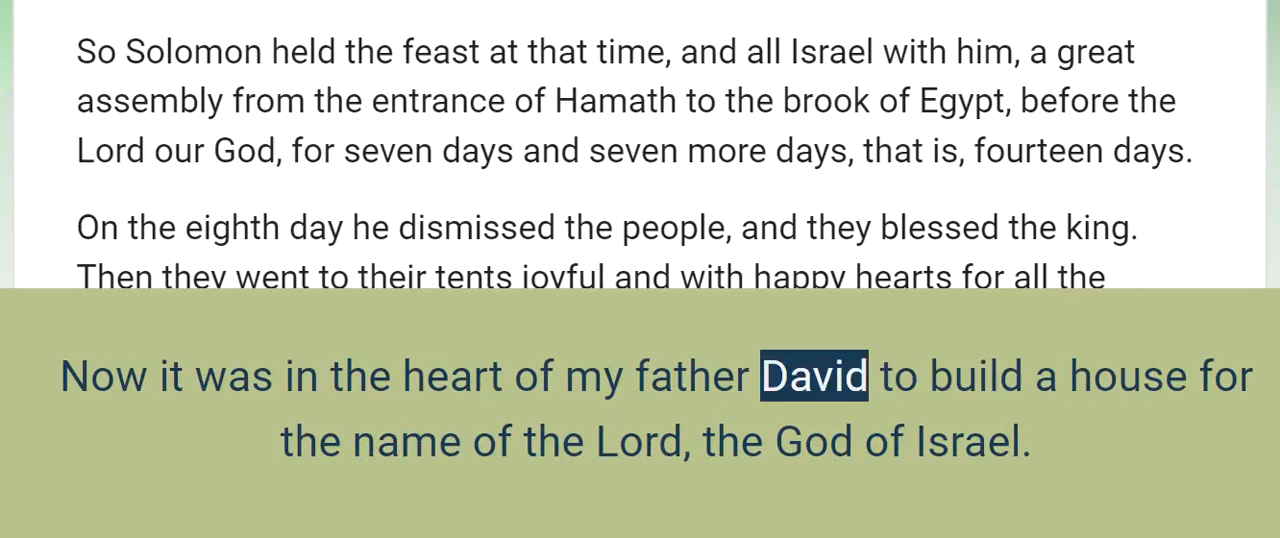 So Solomon held the feast at that time, and all Israel with him, a great
assembly from the entrance of Hamath to the brook of Egypt, before the
Lord our God, for seven days and seven more days, that is, fourteen days.
On the eighth day he dismissed the people, and they blessed the king.
Then they went to their tents joyful and with happy hearts for all the
Now it was in the heart of my father David to build a house for
the name of the Lord, the God of Israel.